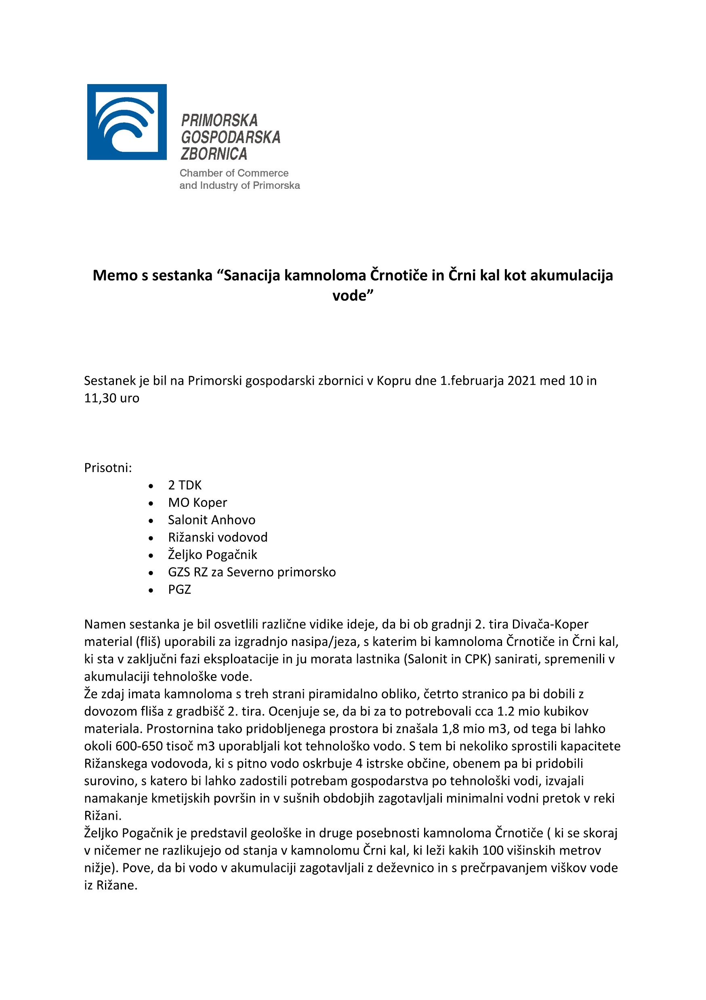 PRIMORSKA
GOSPODARSKA
ZBORNICA
Chamber of Commerce
and Industry of Primorska
Memo s sestanka “Sanacija kamnoloma Črnotiče in Črni kal kot akumulacija
vode”
Sestanek je bil na Primorski gospodarski zbornici v Kopru dne 1.februarja 2021 med 10 in
11,30 uro
Prisotni:
• 2 TDK
• MO Koper
• Salonit Anhovo
• Rižanski vodovod
• Željko Pogačnik
• GZS RZ za Severno primorsko
• PGZ
Namen sestanka je bil osvetlili različne vidike ideje, da bi ob gradnji 2. tira Divača-Koper
material (fliš) uporabili za izgradnjo nasipa/jeza, s katerim bi kamnoloma Črnotiče in Črni kal,
ki sta v zaključni fazi eksploatacije in ju morata lastnika (Salonit in CPK) sanirati, spremenili v
akumulaciji tehnološke vode.
Že zdaj imata kamnoloma s treh strani piramidalno obliko, četrto stranico pa bi dobili z
dovozom fliša z gradbišč 2. tira. Ocenjuje se, da bi za to potrebovali cca 1.2 mio kubikov
materiala. Prostornina tako pridobljenega prostora bi znašala 1,8 mio m3, od tega bi lahko
okoli 600-650 tisoč m3 uporabljali kot tehnološko vodo. S tem bi nekoliko sprostili kapacitete
Rižanskega vodovoda, ki s pitno vodo oskrbuje 4 istrske občine, obenem pa bi pridobili
surovino, s katero bi lahko zadostili potrebam gospodarstva po tehnološki vodi, izvajali
namakanje kmetijskih površin in v sušnih obdobjih zagotavljali minimalni vodni pretok v reki
Rižani.
Željko Pogačnik je predstavil geološke in druge posebnosti kamnoloma Črnotiče ( ki se skoraj
v ničemer ne razlikujejo od stanja v kamnolomu Črni kal, ki leži kakih 100 višinskih metrov
nižje). Pove, da bi vodo v akumulaciji zagotavljali z deževnico in s prečrpavanjem viškov vode
iz Rižane.